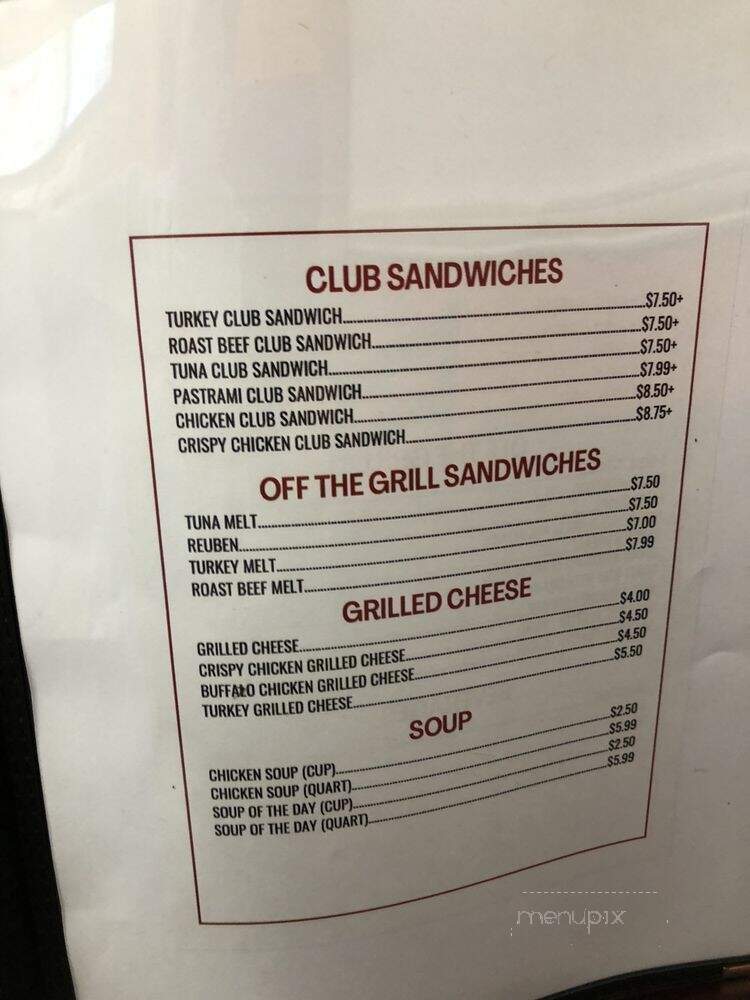 CLUB SANDWICHES
TURKEY CLUB SANDWICH....$7.50+
ROAST BEEF CLUB SANDWICH....$7.50+
TUNA CLUB SANDWICH....$7.50+
PASTRAMI CLUB SANDWICH....$7.99+
CHICKEN CLUB SANDWICH....$8.50+
CRISPY CHICKEN CLUB SANDWICH....$8.75+
OFF THE GRILL SANDWICHES
TUNA MELT....$7.50
REUBEN....$7.50
TURKEY MELT....$7.00
ROAST BEEF MELT....$7.99
GRILLED CHEESE
GRILLED CHEESE....$4.00
CRISPY CHICKEN GRILLED CHEESE....$4.50
BUFFALO CHICKEN GRILLED CHEESE....$4.50
TURKEY GRILLED CHEESE....$5.50
SOUP
CHICKEN SOUP (CUP)....$2.50
CHICKEN SOUP (QUART)....$5.99
SOUP OF THE DAY (CUP)....$2.50
SOUP OF THE DAY (QUART)....$5.99
menupix